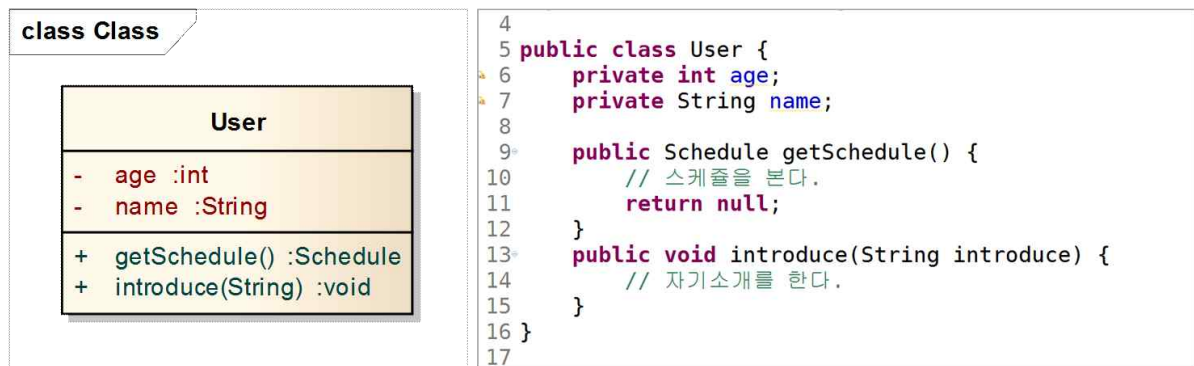 class Class
User
- age :int
- name :String
+ getSchedule() :Schedule
+ introduce(String) :void
4
5 public class User {
6 private int age;
7 private String name;
8
9 public Schedule getSchedule() {
10 // 스케쥴을 본다.
11 return null;
12 }
13 public void introduce(String introduce) {
14 // 자기소개를 한다.
15 }
16 }
17